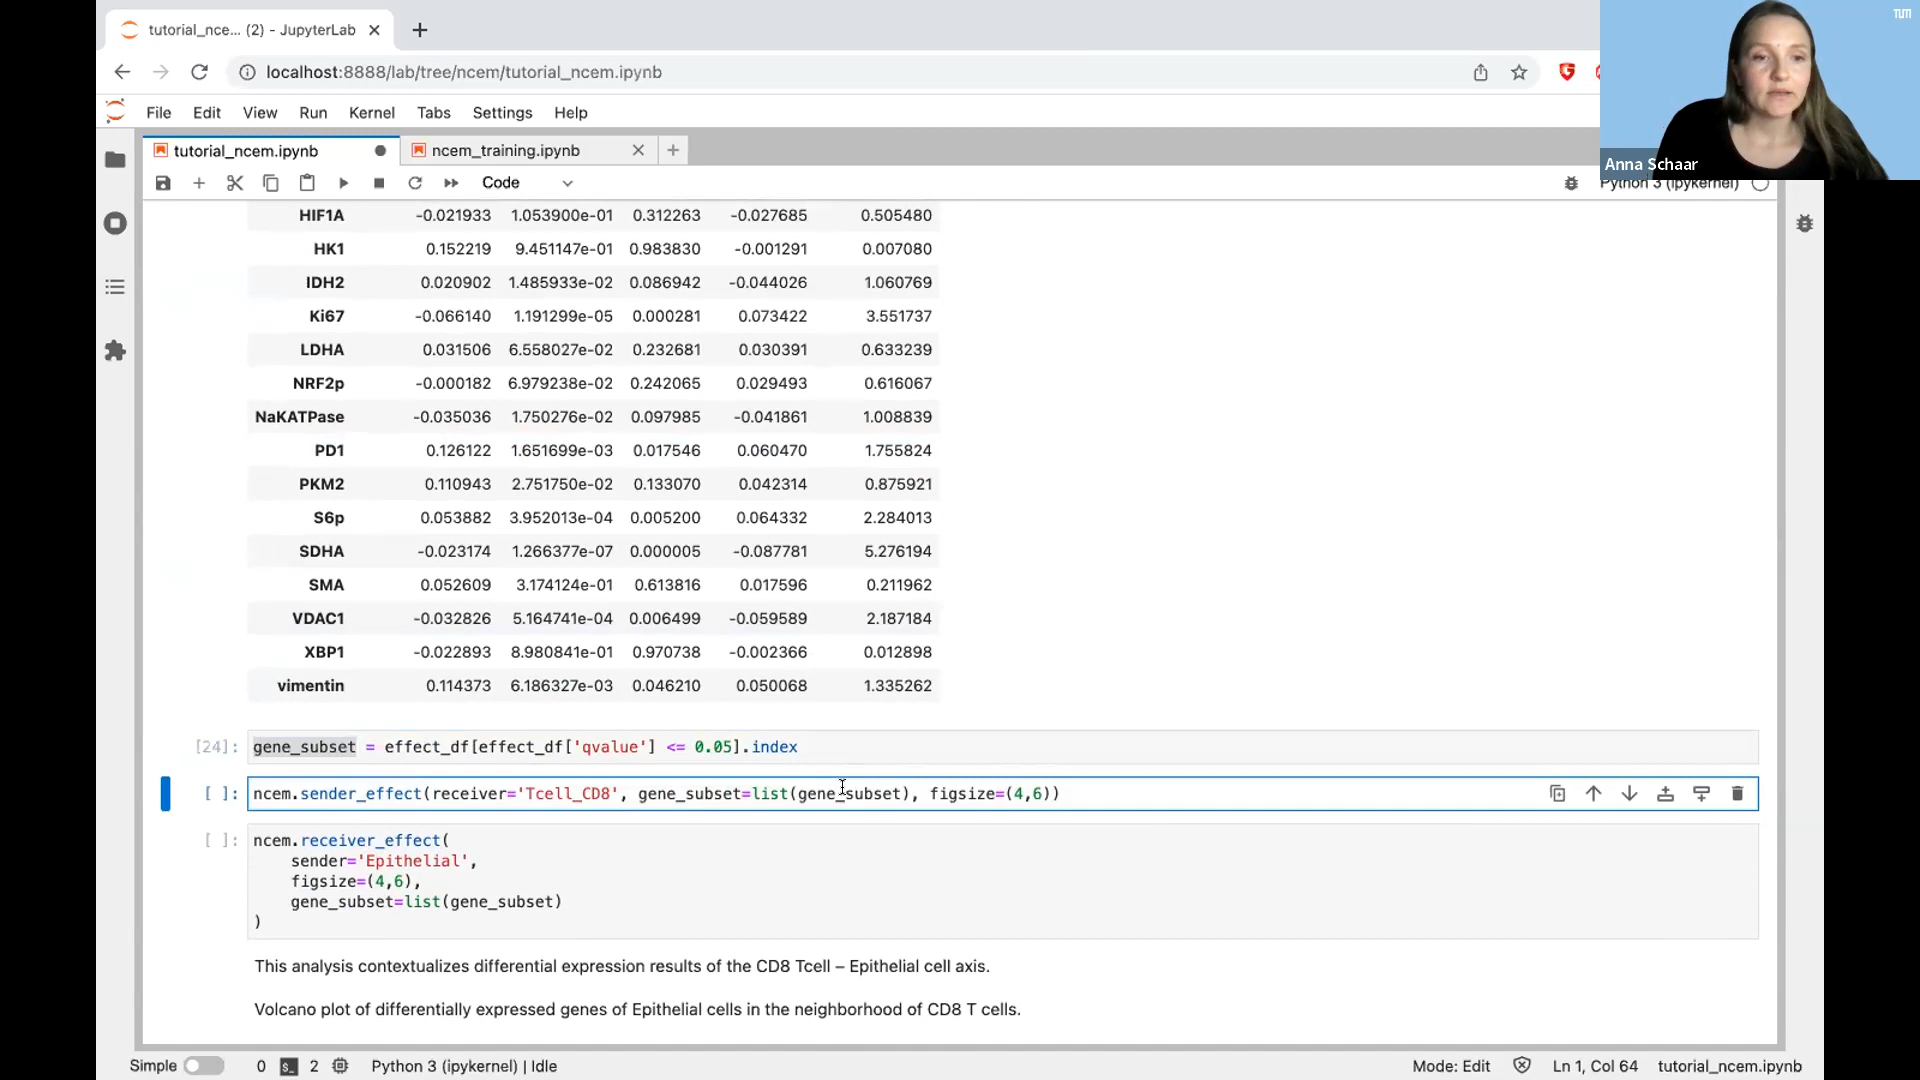 tutorial_nce... (2) - JupyterLab
localhost:8888/lab/tree/ncem/tutorial_ncem.ipynb
TUM
Anna Schaar
File Edit View Run Kernel Tabs Settings Help
tutorial_ncem.ipynb ncem_training.ipynb
Code
Python 3 (ipykernel)
HIF1A -0.021933 1.053900e-01 0.312263 -0.027685 0.505480
HK1 0.152219 9.451147e-01 0.983830 -0.001291 0.007080
IDH2 0.020902 1.485933e-02 0.086942 -0.044026 1.060769
Ki67 -0.066140 1.191299e-05 0.000281 0.073422 3.551737
LDHA 0.031506 6.558027e-02 0.232681 0.030391 0.633239
NRF2p -0.000182 6.979238e-02 0.242065 0.029493 0.616067
NaKATPase -0.035036 1.750276e-02 0.097985 -0.041861 1.008839
PD1 0.126122 1.651699e-03 0.017546 0.060470 1.755824
PKM2 0.110943 2.751750e-02 0.133070 0.042314 0.875921
S6p 0.053882 3.952013e-04 0.005200 0.064332 2.284013
SDHA -0.023174 1.266377e-07 0.000005 -0.087781 5.276194
SMA 0.052609 3.174124e-01 0.613816 0.017596 0.211962
VDAC1 -0.032826 5.164741e-04 0.006499 -0.059589 2.187184
XBP1 -0.022893 8.980841e-01 0.970738 -0.002366 0.012898
vimentin 0.114373 6.186327e-03 0.046210 0.050068 1.335262
[24]: gene_subset = effect_df[effect_df['qvalue'] <= 0.05].index
[ ]: ncem.sender_effect(receiver='Tcell_CD8', gene_subset=list(gene_subset), figsize=(4,6))
[ ]: ncem.receiver_effect(
sender='Epithelial',
figsize=(4,6),
gene_subset=list(gene_subset)
)
This analysis contextualizes differential expression results of the CD8 Tcell – Epithelial cell axis.
Volcano plot of differentially expressed genes of Epithelial cells in the neighborhood of CD8 T cells.
Simple 0 2 Python 3 (ipykernel) | Idle Mode: Edit Ln 1, Col 64 tutorial_ncem.ipynb